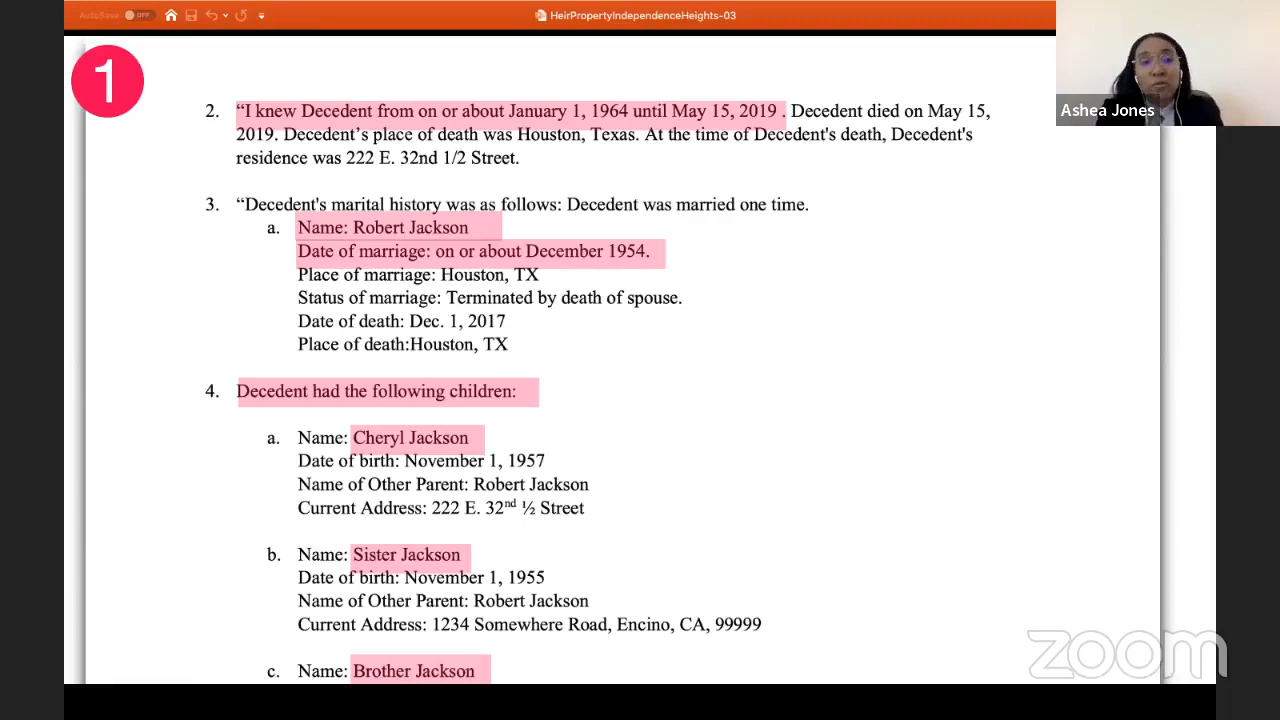 AutoSave OFF
HeirPropertyIndependenceHeights-03
Ashea Jones
1
2. “I knew Decedent from on or about January 1, 1964 until May 15, 2019 . Decedent died on May 15,
2019. Decedent’s place of death was Houston, Texas. At the time of Decedent's death, Decedent's
residence was 222 E. 32nd 1/2 Street.
3. “Decedent's marital history was as follows: Decedent was married one time.
a. Name: Robert Jackson
Date of marriage: on or about December 1954.
Place of marriage: Houston, TX
Status of marriage: Terminated by death of spouse.
Date of death: Dec. 1, 2017
Place of death:Houston, TX
4. Decedent had the following children:
a. Name: Cheryl Jackson
Date of birth: November 1, 1957
Name of Other Parent: Robert Jackson
Current Address: 222 E. 32nd ½ Street
b. Name: Sister Jackson
Date of birth: November 1, 1955
Name of Other Parent: Robert Jackson
Current Address: 1234 Somewhere Road, Encino, CA, 99999
c. Name: Brother Jackson
zoom